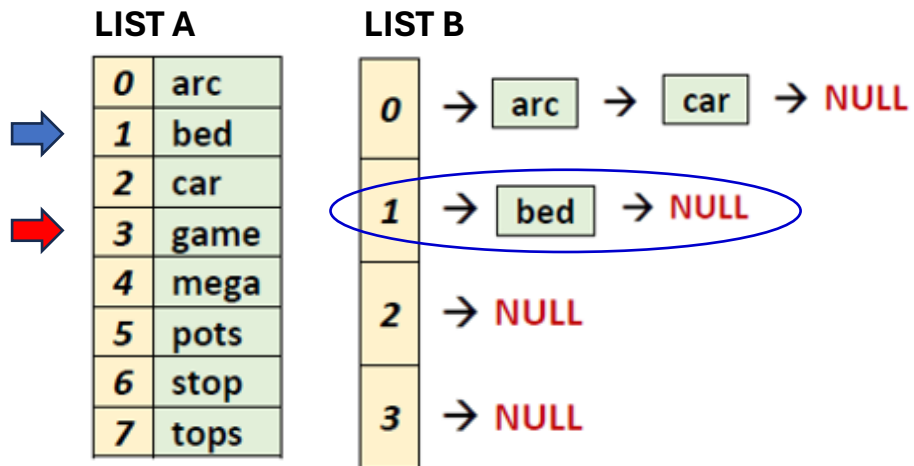 LIST A
0 arc
1 bed
2 car
3 game
4 mega
5 pots
6 stop
7 tops
LIST B
0 → arc → car → NULL
1 → bed → NULL
2 → NULL
3 → NULL